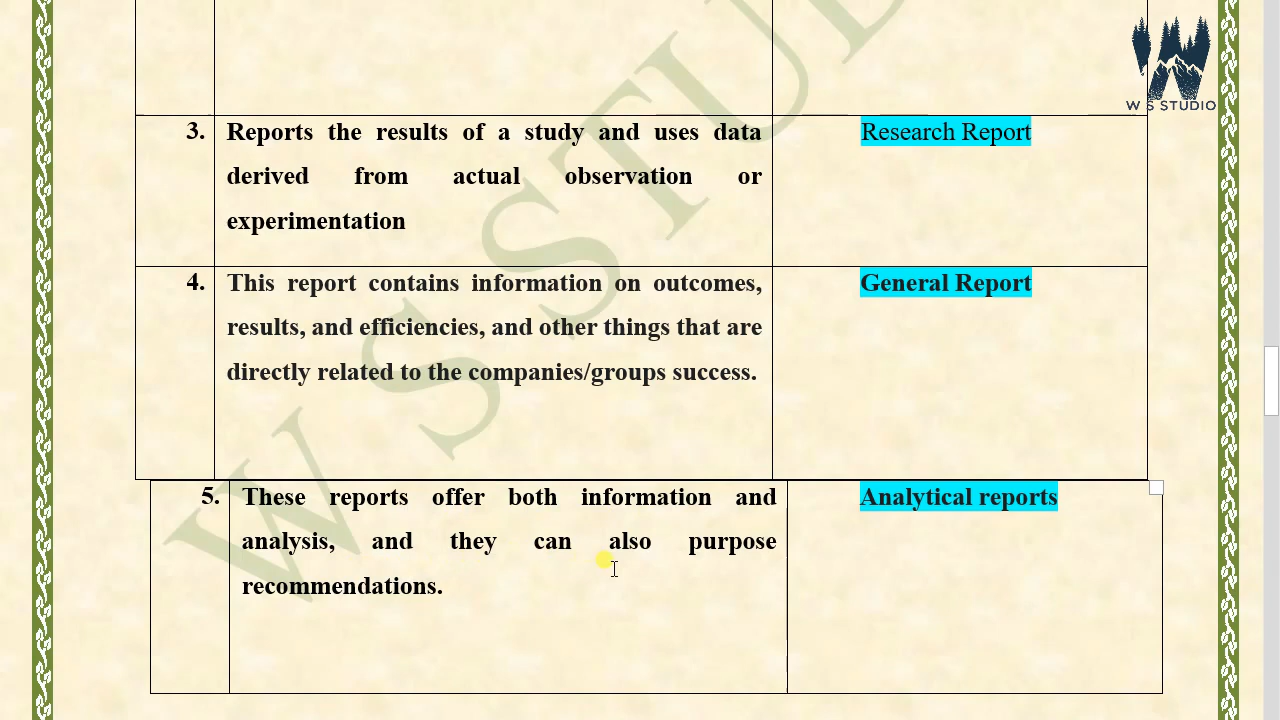 W S STUDIO
3. Reports the results of a study and uses data Research Report
derived from actual observation or
experimentation
4. This report contains information on outcomes, General Report
results, and efficiencies, and other things that are
directly related to the companies/groups success.
5. These reports offer both information and Analytical reports
analysis, and they can also purpose
recommendations.
W S STUD